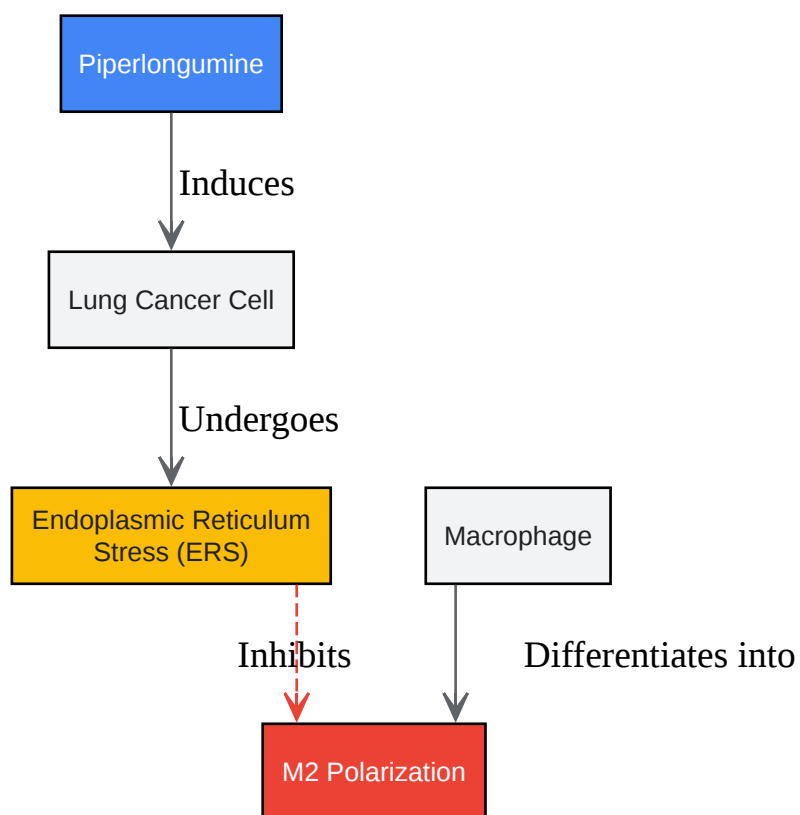 Piperlongumine
Induces
Lung Cancer Cell
Undergoes
Endoplasmic Reticulum
Stress (ERS)
Macrophage
Inhibits
Differentiates into
M2 Polarization